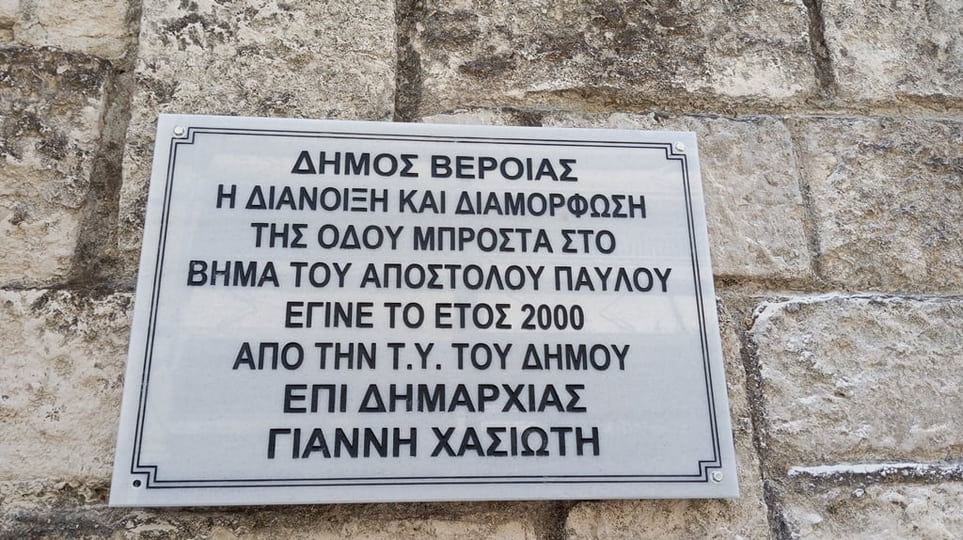 ΔΗΜΟΣ ΒΕΡΟΙΑΣ
Η ΔΙΑΝΟΙΞΗ ΚΑΙ ΔΙΑΜΟΡΦΩΣΗ
ΤΗΣ ΟΔΟΥ ΜΠΡΟΣΤΑ ΣΤΟ
ΒΗΜΑ ΤΟΥ ΑΠΟΣΤΟΛΟΥ ΠΑΥΛΟΥ
ΕΓΙΝΕ ΤΟ ΕΤΟΣ 2000
ΑΠΟ ΤΗΝ Τ.Υ. ΤΟΥ ΔΗΜΟΥ
ΕΠΙ ΔΗΜΑΡΧΙΑΣ
ΓΙΑΝΝΗ ΧΑΣΙΩΤΗ